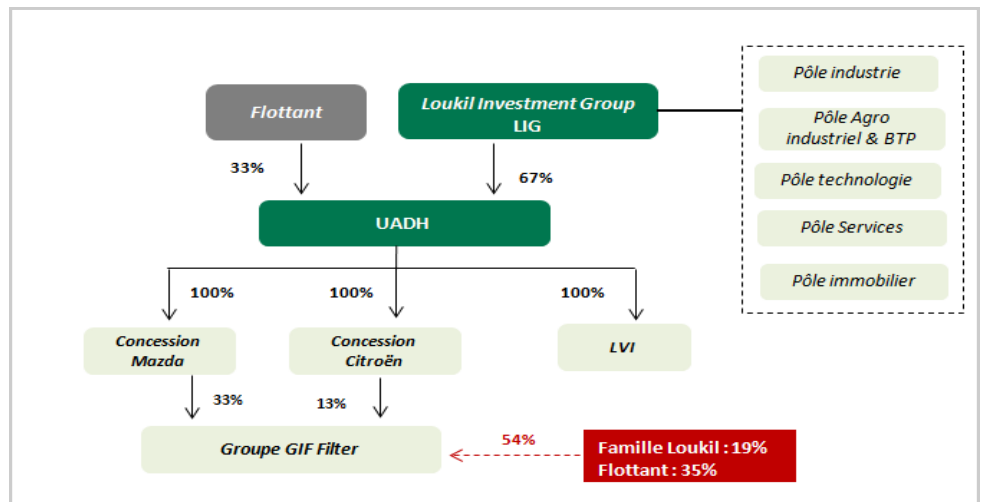 Flottant
Loukil Investment Group
LIG
33%
67%
UADH
100%
100%
100%
Concession
Mazda
Concession
Citroën
LVI
33%
13%
Groupe GIF Filter
54%
Famille Loukil : 19%
Flottant : 35%
Pôle industrie
Pôle Agro
industriel & BTP
Pôle technologie
Pôle Services
Pôle immobilier